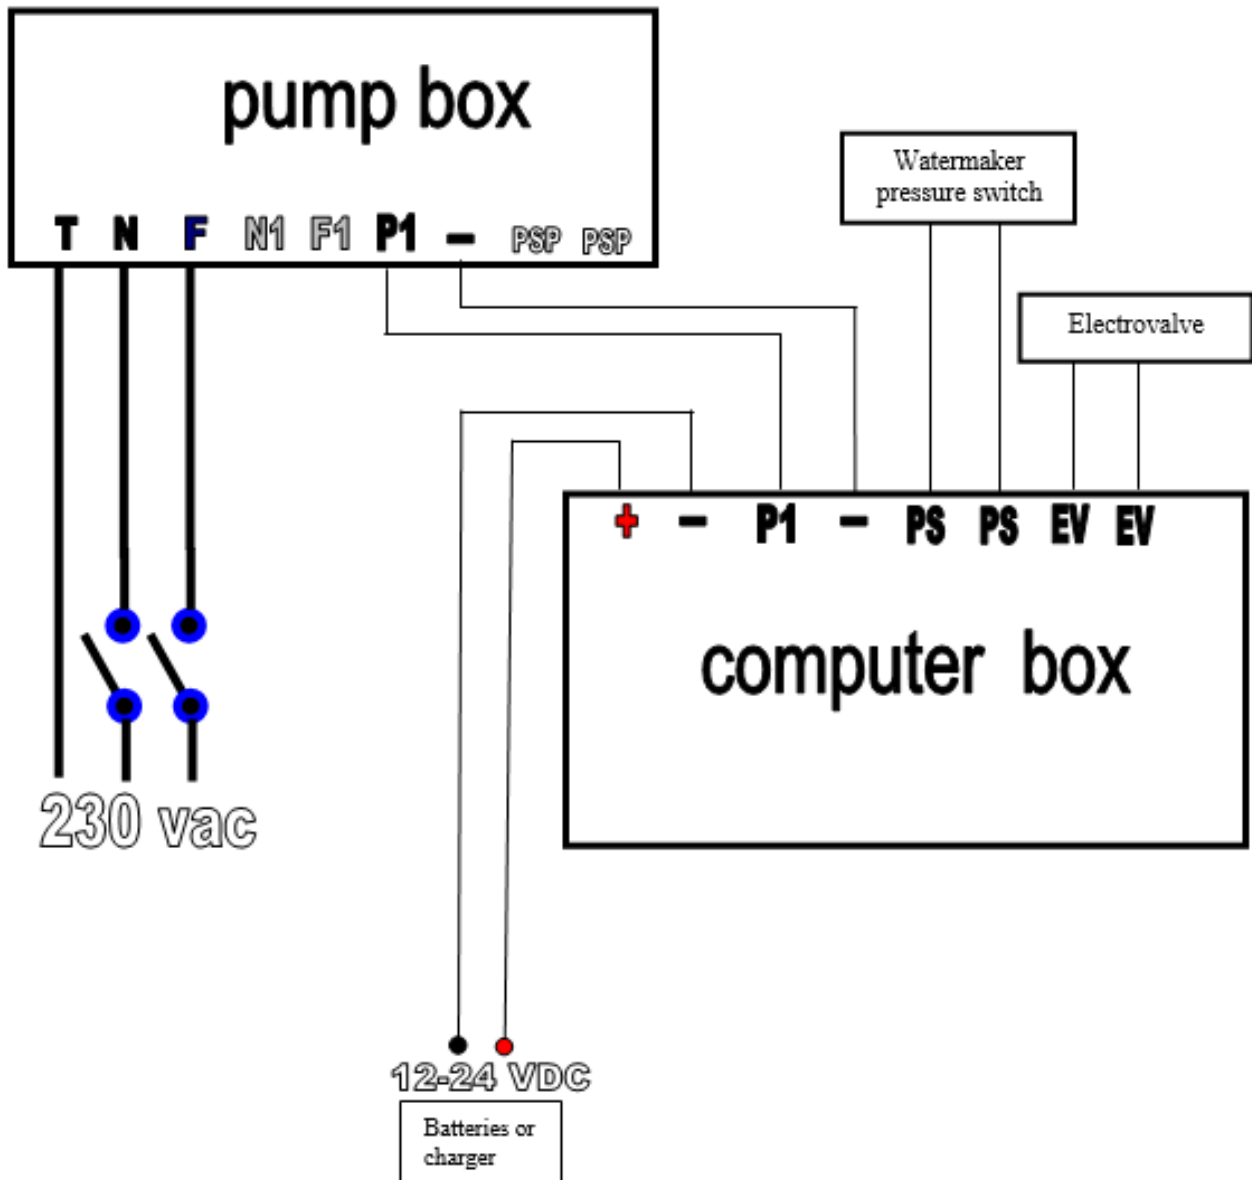 pump box
T N F N1 F1 P1 - PSP PSP
Watermaker
pressure switch
Electrovalve
+ - P1 - PS PS EV EV
computer box
230 vac
12-24 VDC
Batteries or
charger